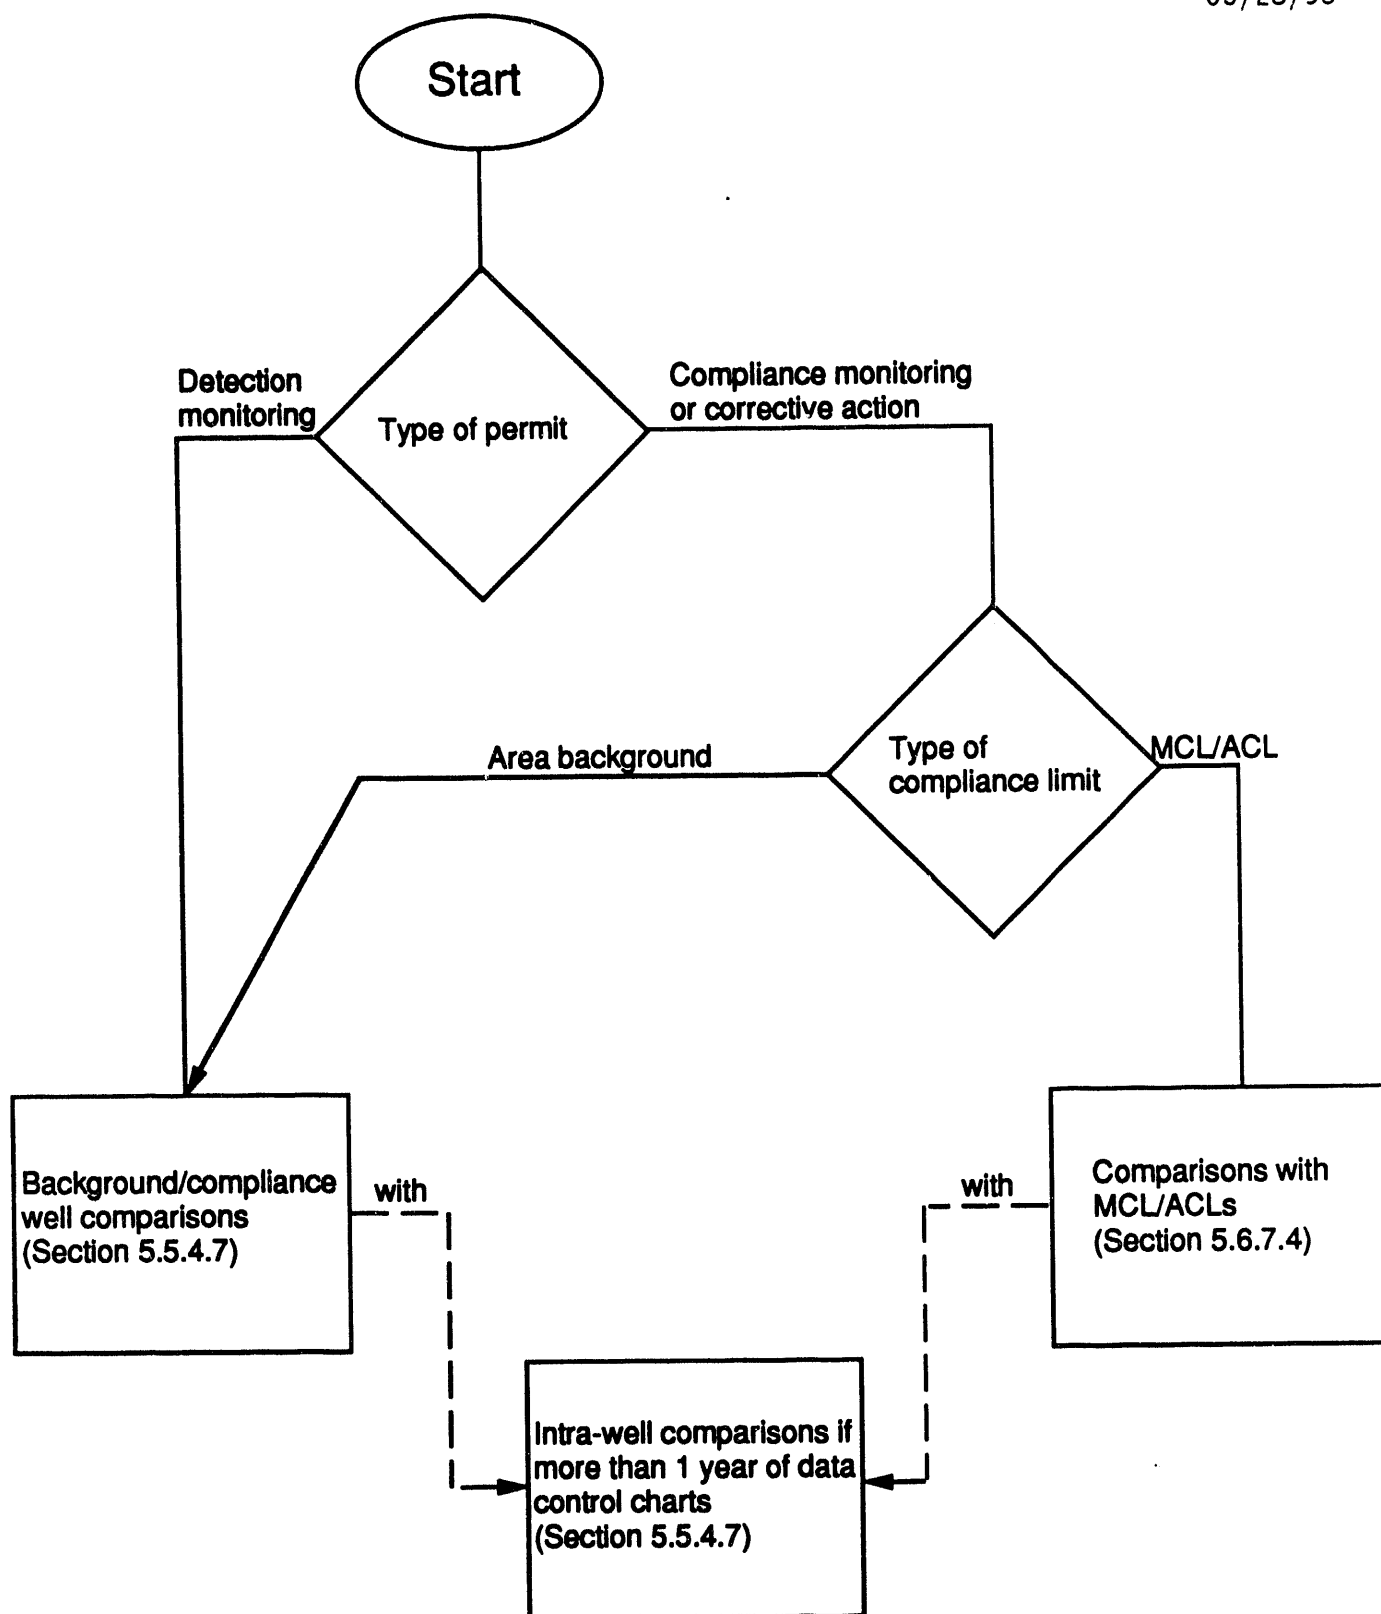 Start
Detection
monitoring
Type of permit
Compliance monitoring
or corrective action
Area background
Type of
compliance limit
MCL/ACL
Background/compliance
well comparisons
(Section 5.5.4.7)
with
with
Comparisons with
MCL/ACLs
(Section 5.6.7.4)
Intra-well comparisons if
more than 1 year of data
control charts
(Section 5.5.4.7)